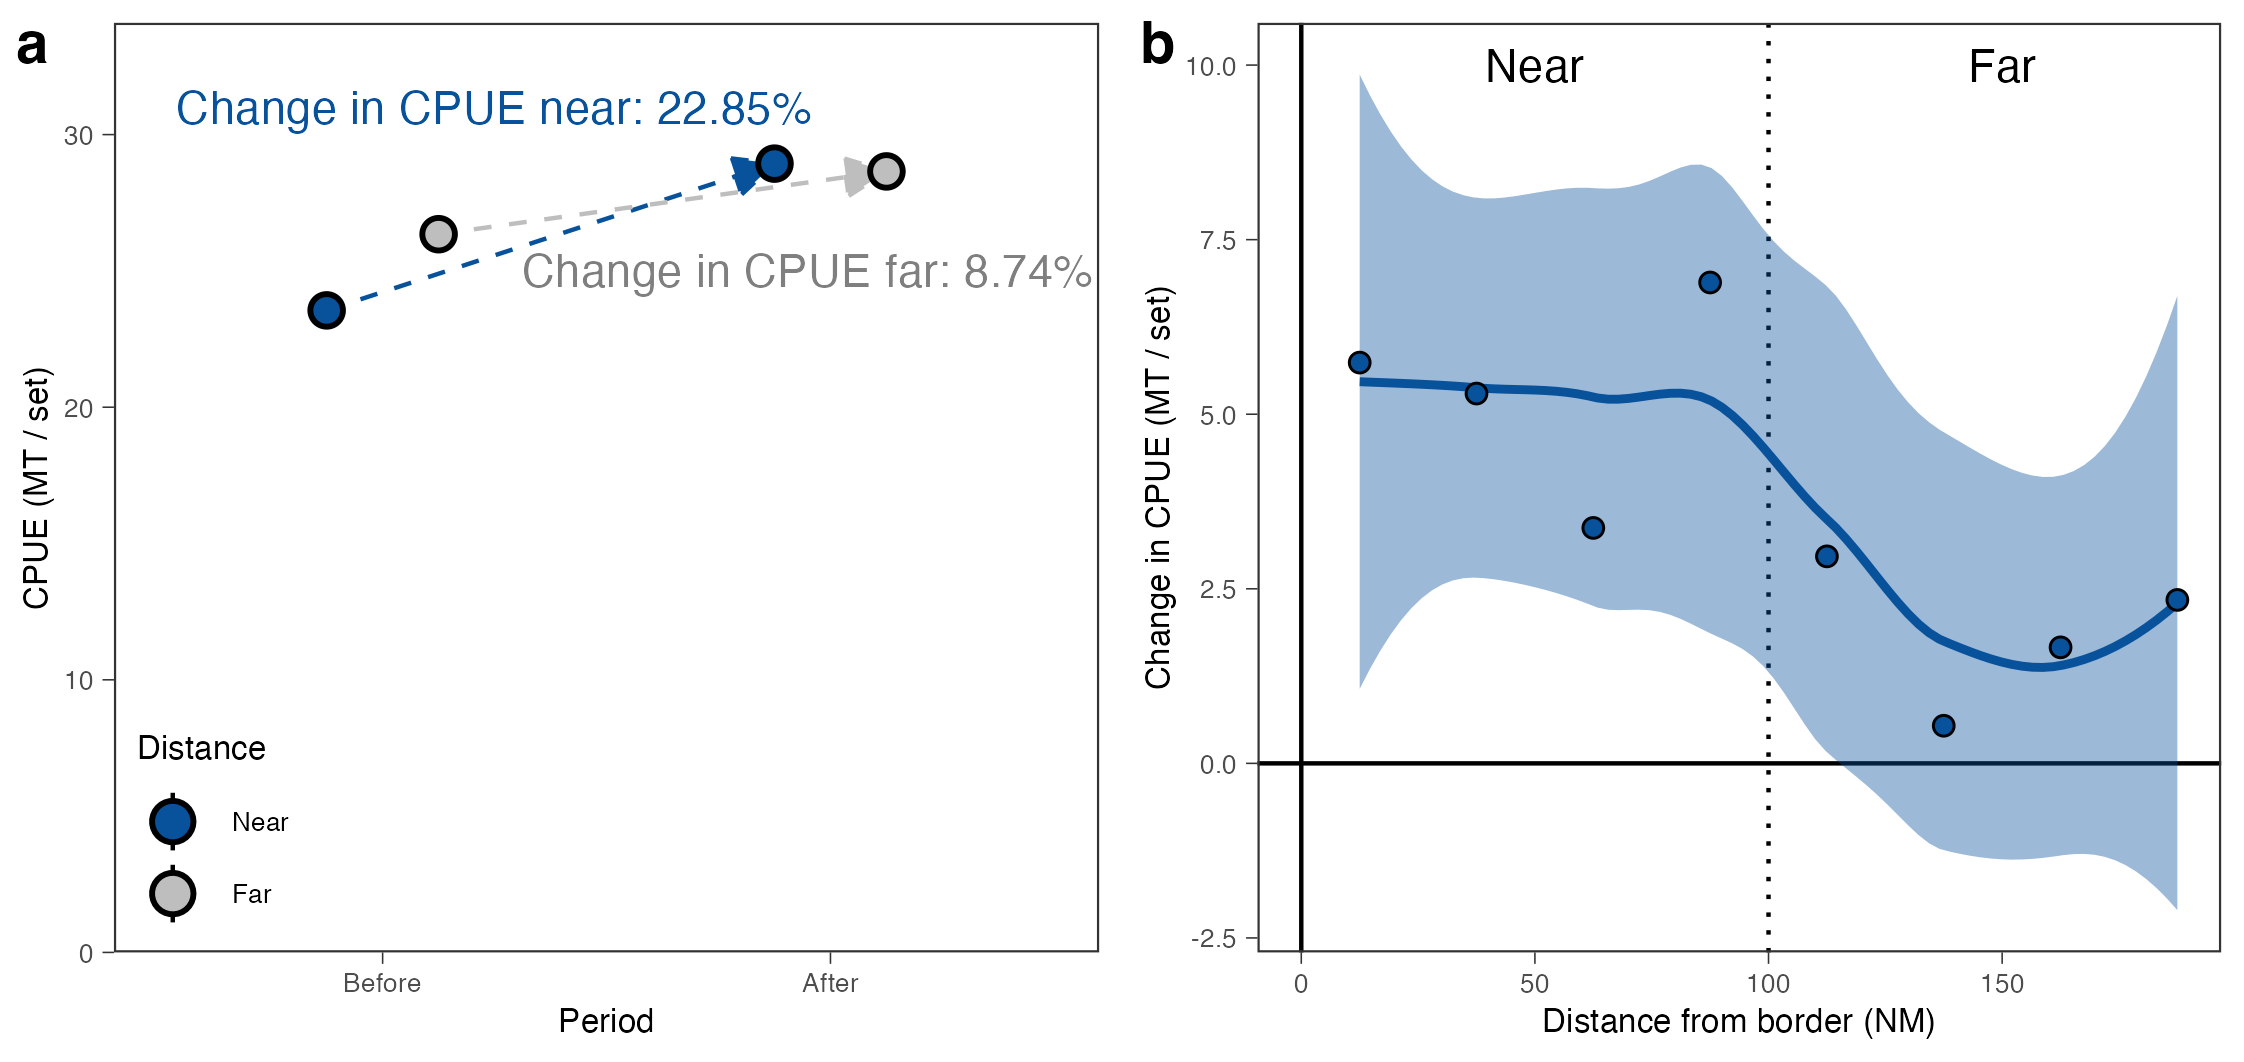 a
Change in CPUE near: 22.85%
Change in CPUE far: 8.74%
30
20
10
0
CPUE (MT / set)
Distance
Near
Far
Before
After
Period
b
Near
Far
10.0
7.5
5.0
2.5
0.0
-2.5
Change in CPUE (MT / set)
0
50
100
150
Distance from border (NM)